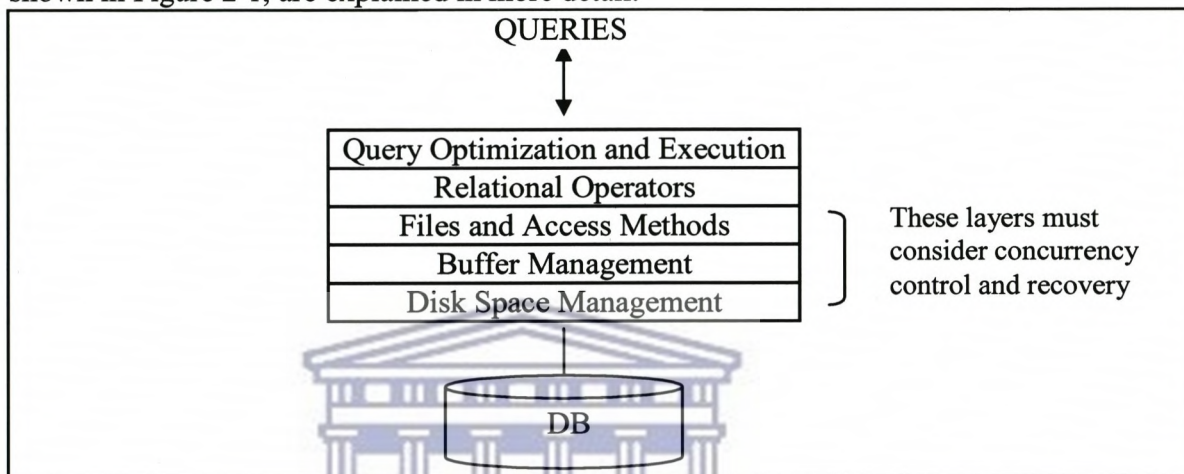 QUERIES
Query Optimization and Execution
Relational Operators
Files and Access Methods
Buffer Management
Disk Space Management
These layers must
consider concurrency
control and recovery
DB